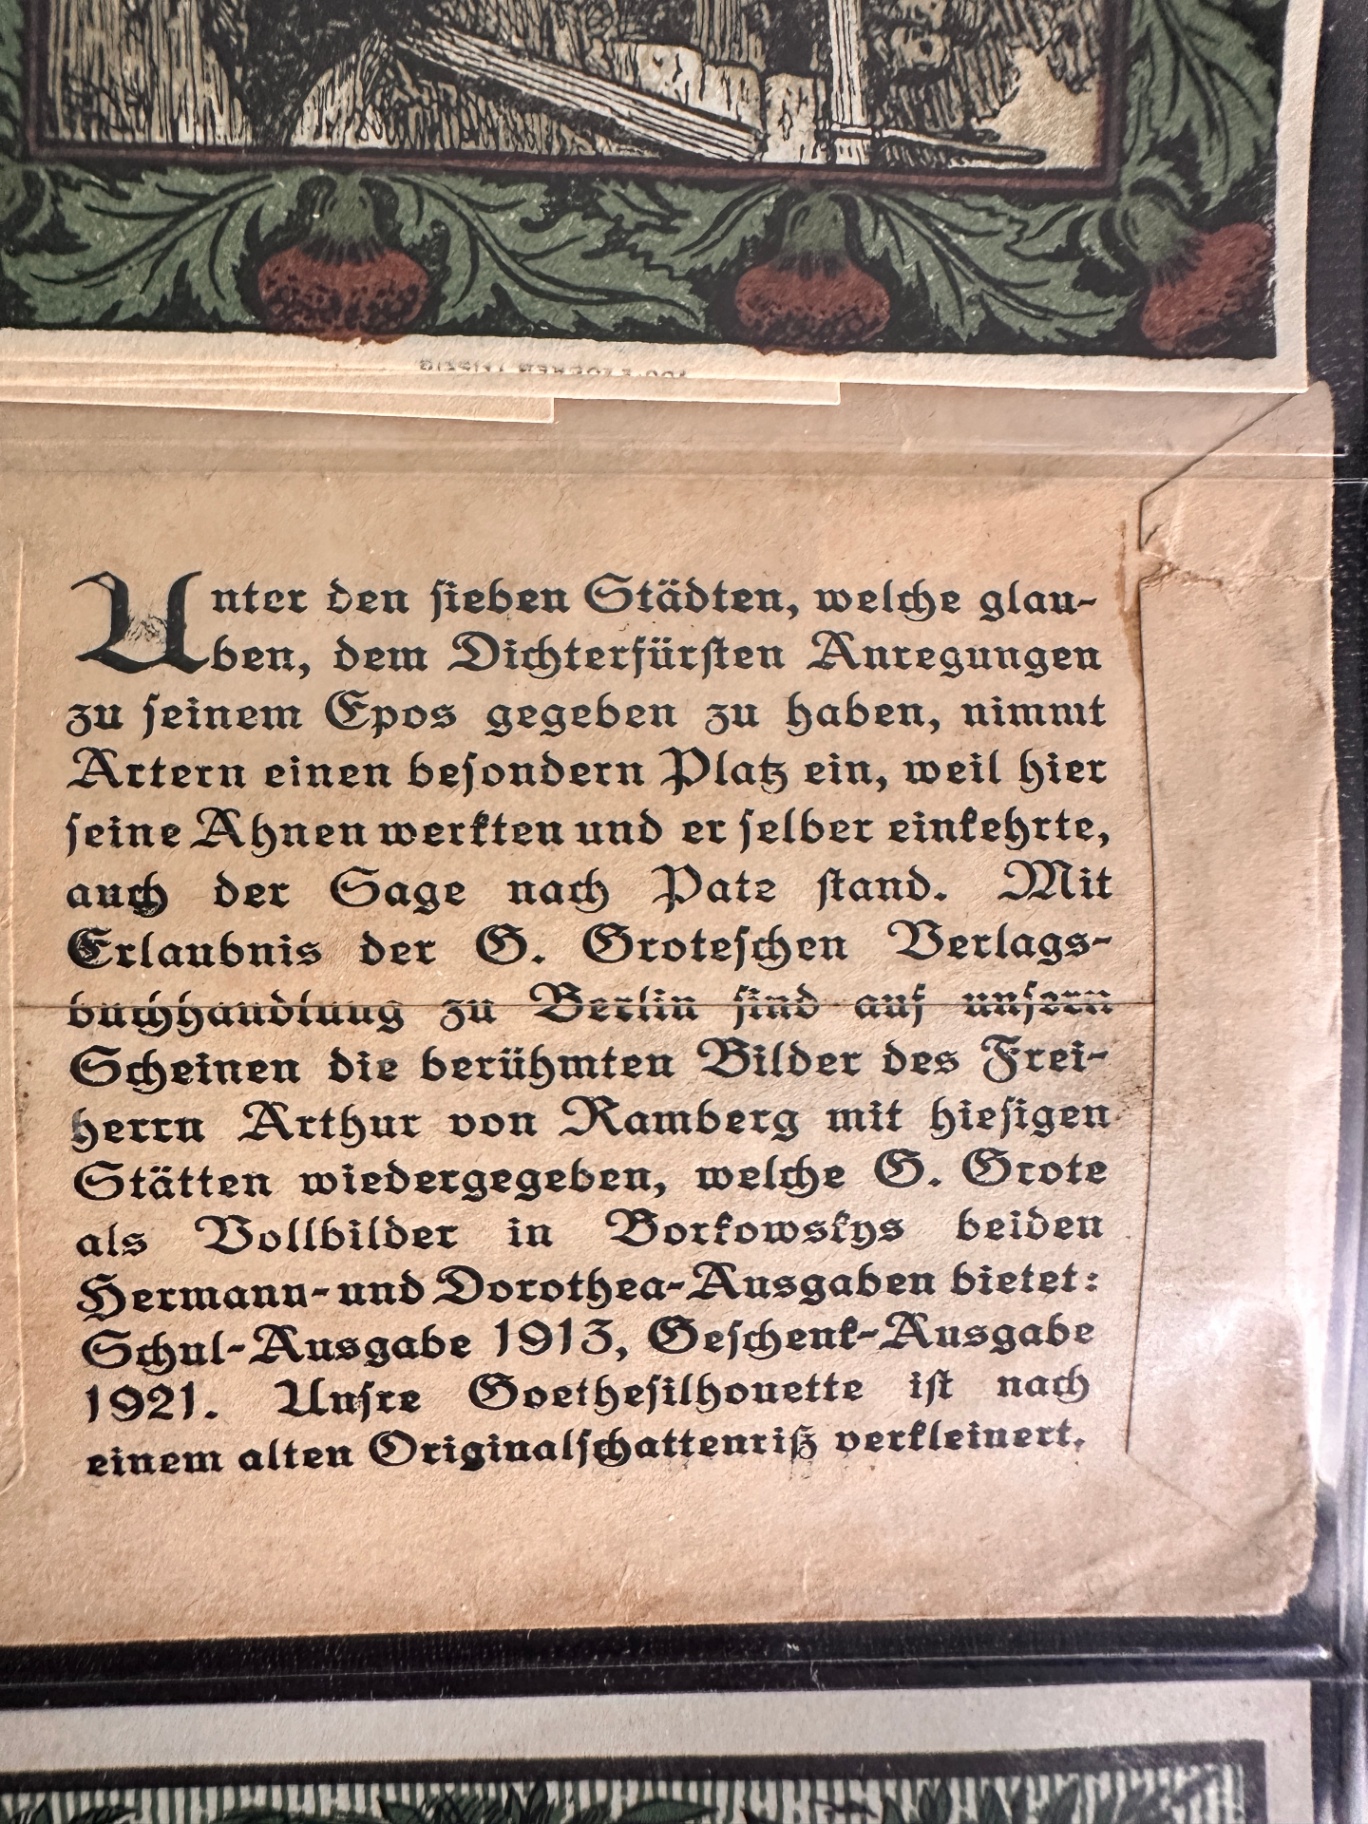 Unter den sieben Städten, welche glau-
ben, dem Dichterfürsten Anregungen
zu seinem Epos gegeben zu haben, nimmt
Artern einen besondern Platz ein, weil hier
seine Ahnen werkten und er selber einkehrte,
auch der Sage nach Pate stand. Mit
Erlaubnis der G. Groteschen Verlags-
buchhandlung zu Berlin sind auf unsern
Scheinen die berühmten Bilder des Frei-
herrn Arthur von Ramberg mit hiesigen
Stätten wiedergegeben, welche G. Grote
als Vollbilder in Borkowskys beiden
Hermann- und Dorothea-Ausgaben bietet:
Schul-Ausgabe 1913, Geschenk-Ausgabe
1921. Unsre Goethesilhouette ist nach
einem alten Originalschattenriß verkleinert.